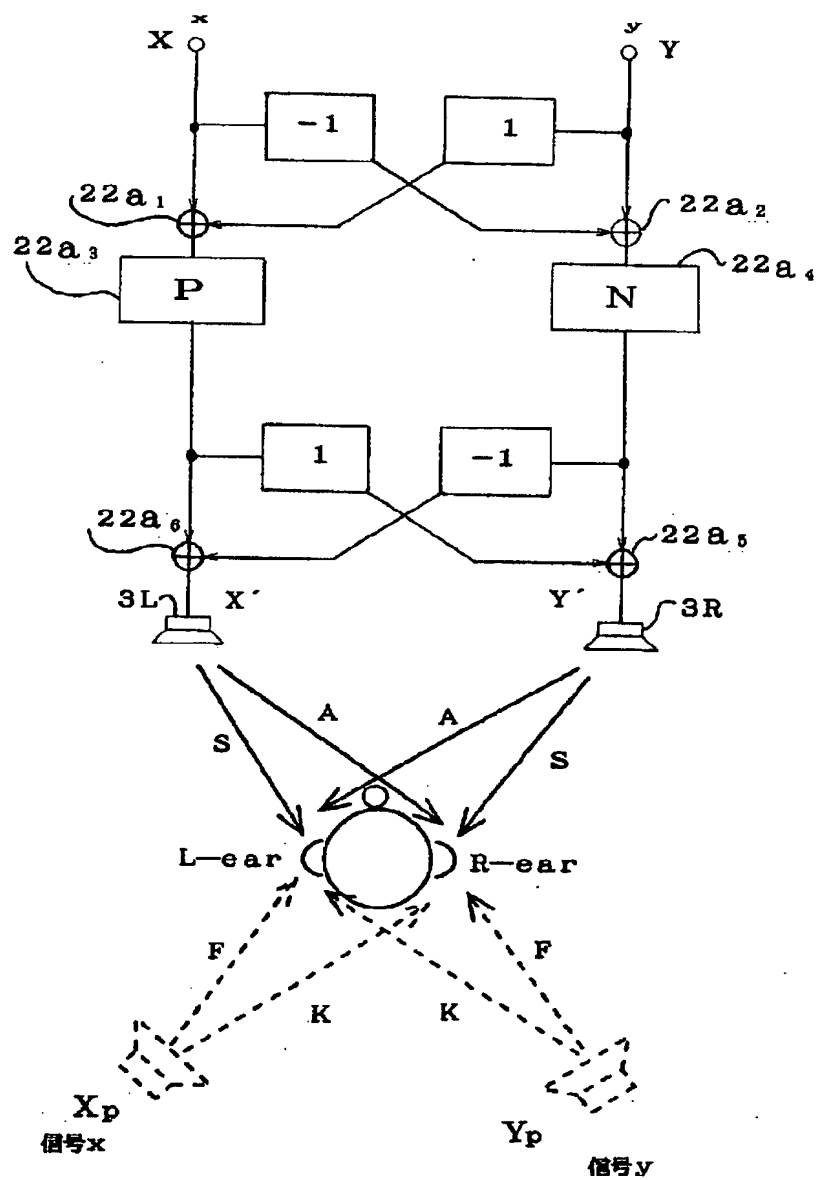 x
y
X
Y
-1
1
22a₁
22a₂
22a₃
22a₄
P
N
1
-1
22a₆
22a₅
3L
X´
Y´
3R
A
A
S
S
L-ear
R-ear
F
F
K
K
Xp
信号x
Yp
信号y